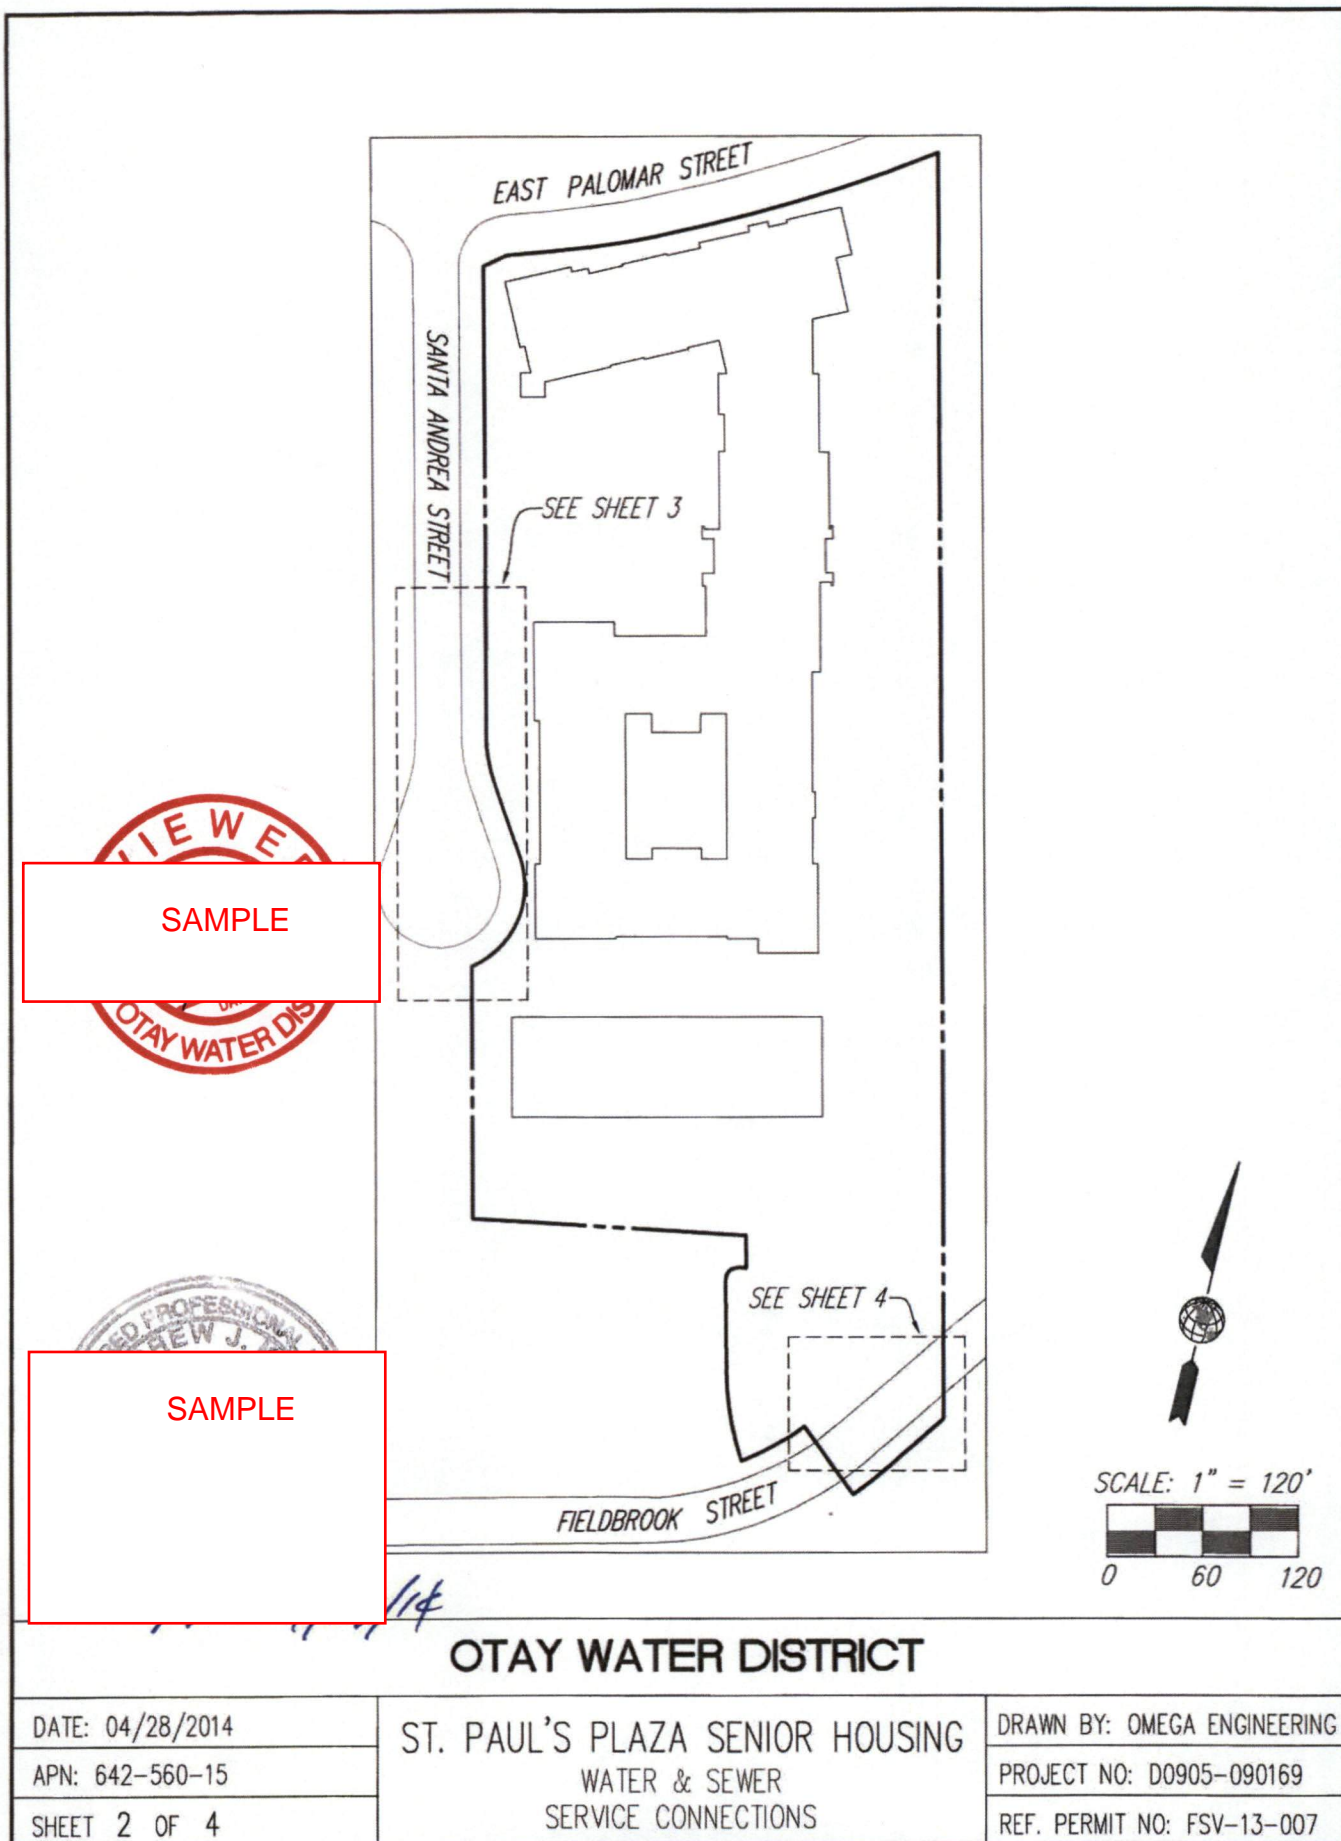 EAST PALOMAR STREET
SANTA ANDREA STREET
SEE SHEET 3
SAMPLE
OTAY WATER DIS
SEE SHEET 4
PROFESSIONAL
J.
SAMPLE
FIELDBROOK STREET
SCALE: 1" = 120'
0 60 120
OTAY WATER DISTRICT
DATE: 04/28/2014
APN: 642-560-15
SHEET 2 OF 4
ST. PAUL'S PLAZA SENIOR HOUSING
WATER & SEWER
SERVICE CONNECTIONS
DRAWN BY: OMEGA ENGINEERING
PROJECT NO: D0905-090169
REF. PERMIT NO: FSV-13-007